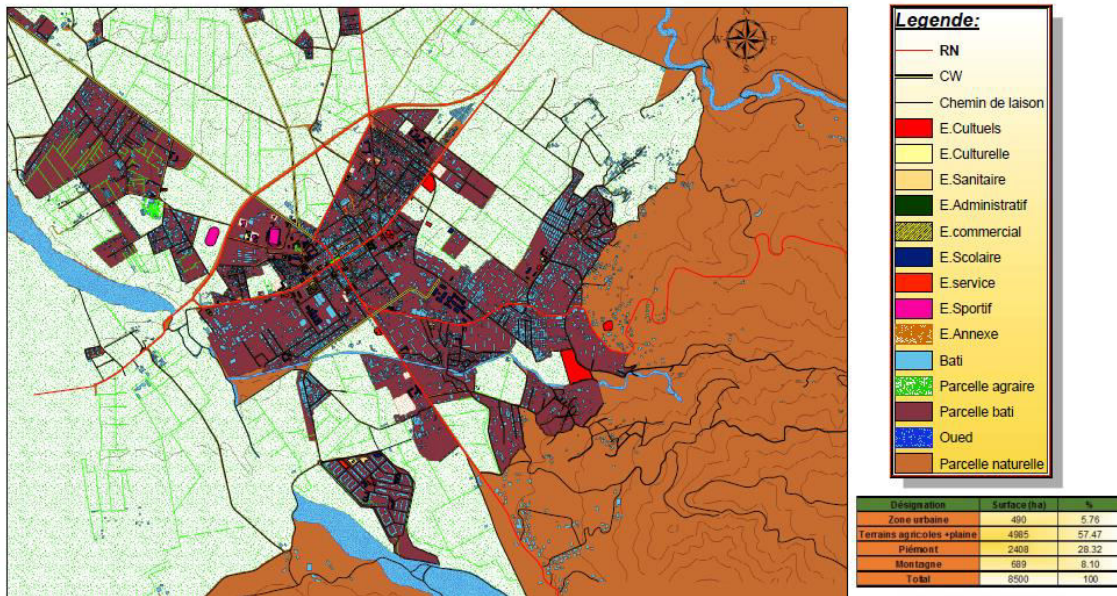 N
W
E
S
Legende:
RN
CW
Chemin de laison
E.Cultuels
E.Culturelle
E.Sanitaire
E.Administratif
E.commercial
E.Scolaire
E.service
E.Sportif
E.Annexe
Bati
Parcelle agraire
Parcelle bati
Oued
Parcelle naturelle
Désignation Surface (ha) %
Zone urbaine 490 5.76
Terrains agricoles +plaine 4985 57.47
Piémont 2408 28.32
Montagne 689 8.10
Total 8500 100